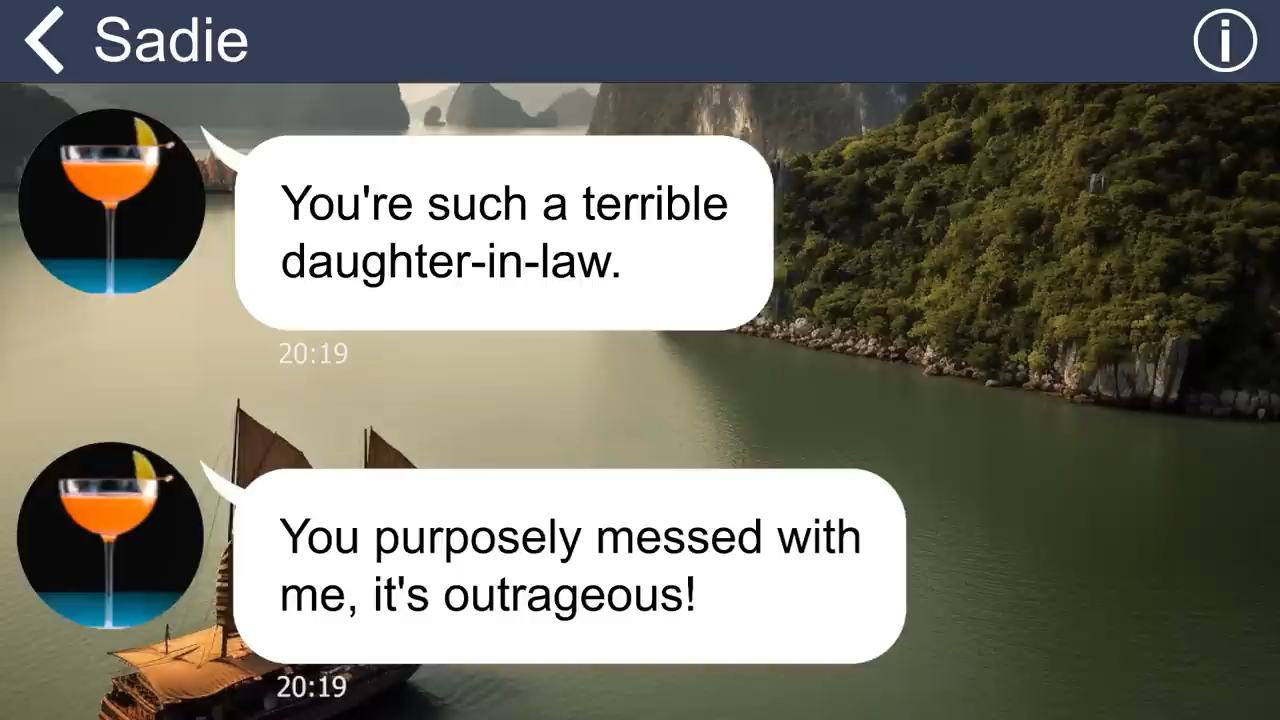 Sadie
You're such a terrible
daughter-in-law.
20:19
You purposely messed with
me, it's outrageous!
20:19